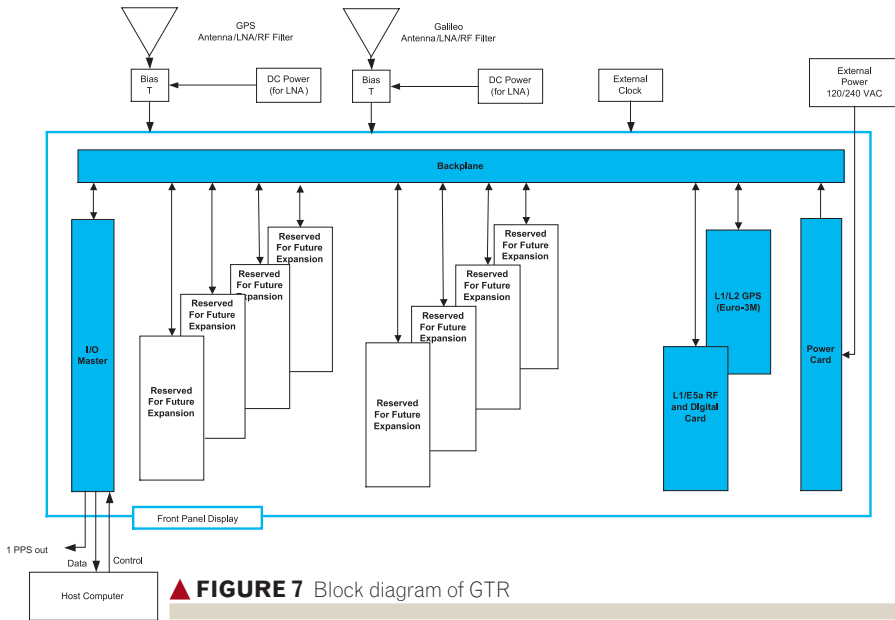 GPS
Antenna/LNA/RF Filter
Galileo
Antenna/LNA/RF Filter
Bias
T
DC Power
(for LNA)
Bias
T
DC Power
(for LNA)
External
Clock
External
Power
120/240 VAC
Backplane
I/O
Master
Reserved
For Future
Expansion
Reserved
For Future
Expansion
Reserved
For Future
Expansion
Reserved
For Future
Expansion
Reserved
For Future
Expansion
Reserved
For Future
Expansion
Reserved
For Future
Expansion
Reserved
For Future
Expansion
L1/L2 GPS
(Euro-3M)
L1/E5a RF
and Digital
Card
Power
Card
Front Panel Display
1 PPS out
Data
Control
Host Computer
FIGURE 7 Block diagram of GTR